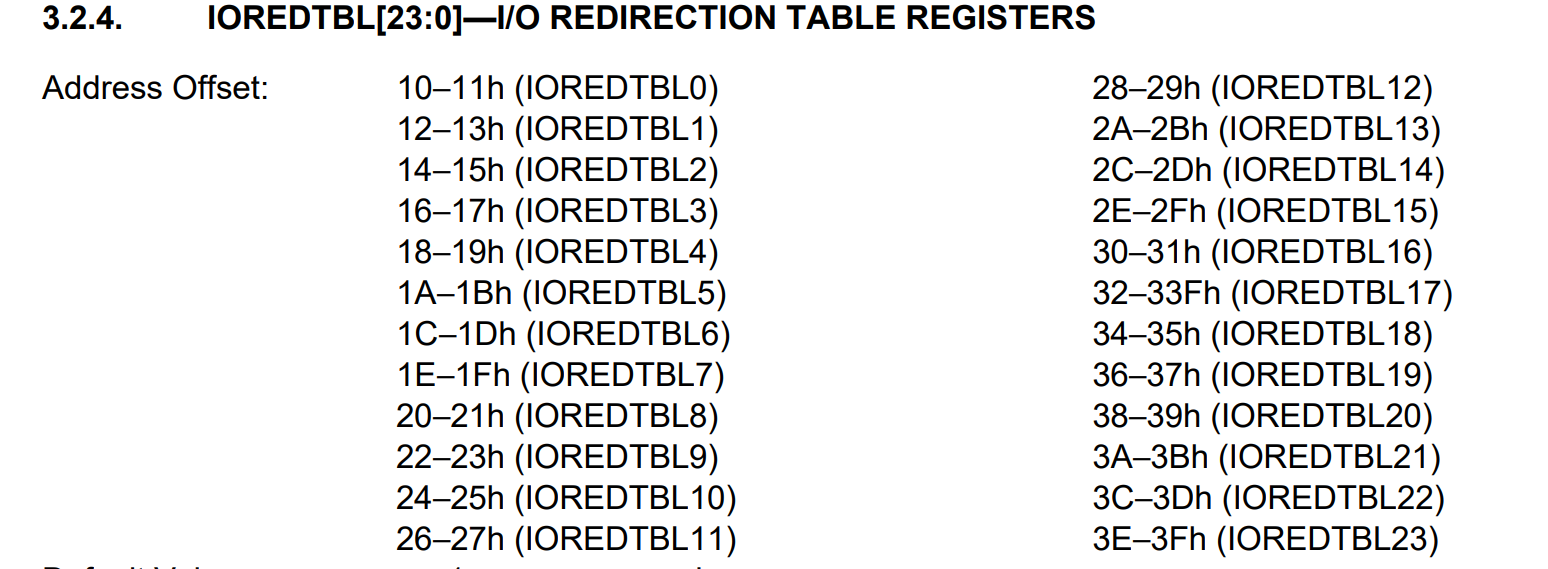 3.2.4. IOREDTBL[23:0]—I/O REDIRECTION TABLE REGISTERS
Address Offset: 10–11h (IOREDTBL0) 28–29h (IOREDTBL12)
12–13h (IOREDTBL1) 2A–2Bh (IOREDTBL13)
14–15h (IOREDTBL2) 2C–2Dh (IOREDTBL14)
16–17h (IOREDTBL3) 2E–2Fh (IOREDTBL15)
18–19h (IOREDTBL4) 30–31h (IOREDTBL16)
1A–1Bh (IOREDTBL5) 32–33Fh (IOREDTBL17)
1C–1Dh (IOREDTBL6) 34–35h (IOREDTBL18)
1E–1Fh (IOREDTBL7) 36–37h (IOREDTBL19)
20–21h (IOREDTBL8) 38–39h (IOREDTBL20)
22–23h (IOREDTBL9) 3A–3Bh (IOREDTBL21)
24–25h (IOREDTBL10) 3C–3Dh (IOREDTBL22)
26–27h (IOREDTBL11) 3E–3Fh (IOREDTBL23)